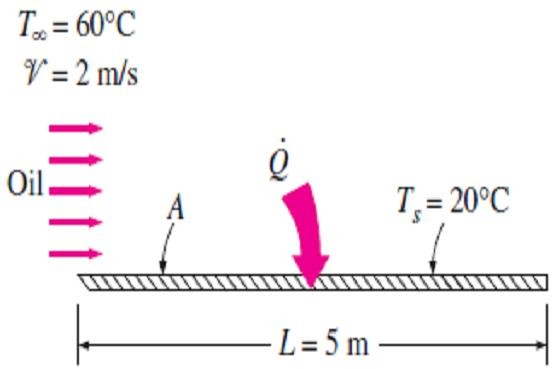 T∞ = 60°C
𝒱 = 2 m/s
Q̇
Oil
A
Tₛ = 20°C
L = 5 m